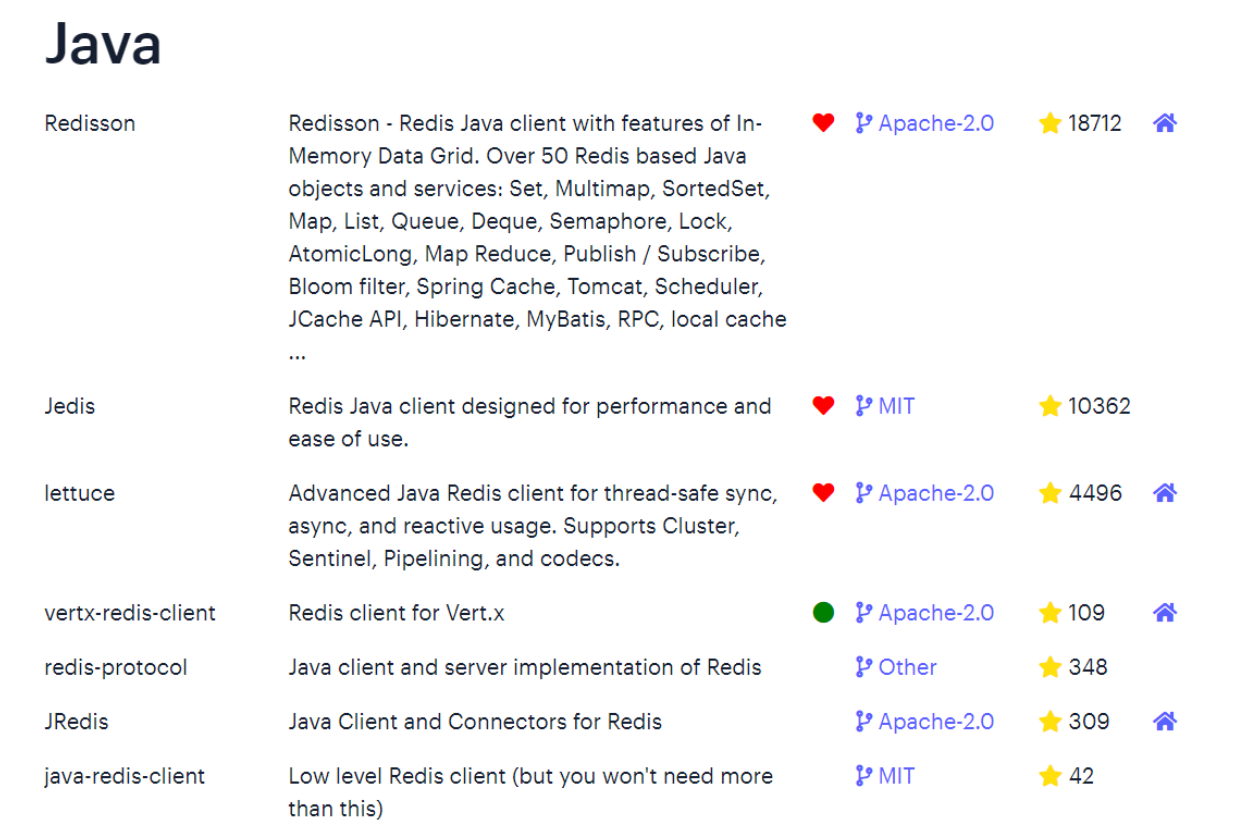 Java
Redisson
Redisson - Redis Java client with features of In-
Memory Data Grid. Over 50 Redis based Java
objects and services: Set, Multimap, SortedSet,
Map, List, Queue, Deque, Semaphore, Lock,
AtomicLong, Map Reduce, Publish / Subscribe,
Bloom filter, Spring Cache, Tomcat, Scheduler,
JCache API, Hibernate, MyBatis, RPC, local cache
...
Apache-2.0
18712
Jedis
Redis Java client designed for performance and
ease of use.
MIT
10362
lettuce
Advanced Java Redis client for thread-safe sync,
async, and reactive usage. Supports Cluster,
Sentinel, Pipelining, and codecs.
Apache-2.0
4496
vertx-redis-client
Redis client for Vert.x
Apache-2.0
109
redis-protocol
Java client and server implementation of Redis
Other
348
JRedis
Java Client and Connectors for Redis
Apache-2.0
309
java-redis-client
Low level Redis client (but you won't need more
than this)
MIT
42